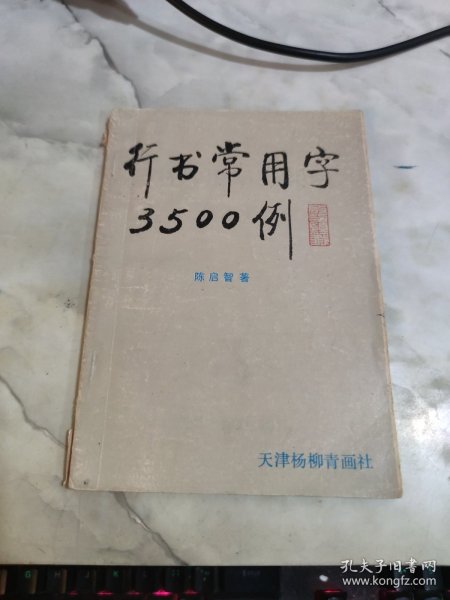 行书常用字
3500例
陈启智著
天津杨柳青画社
孔夫子旧书网
www.kongfz.com